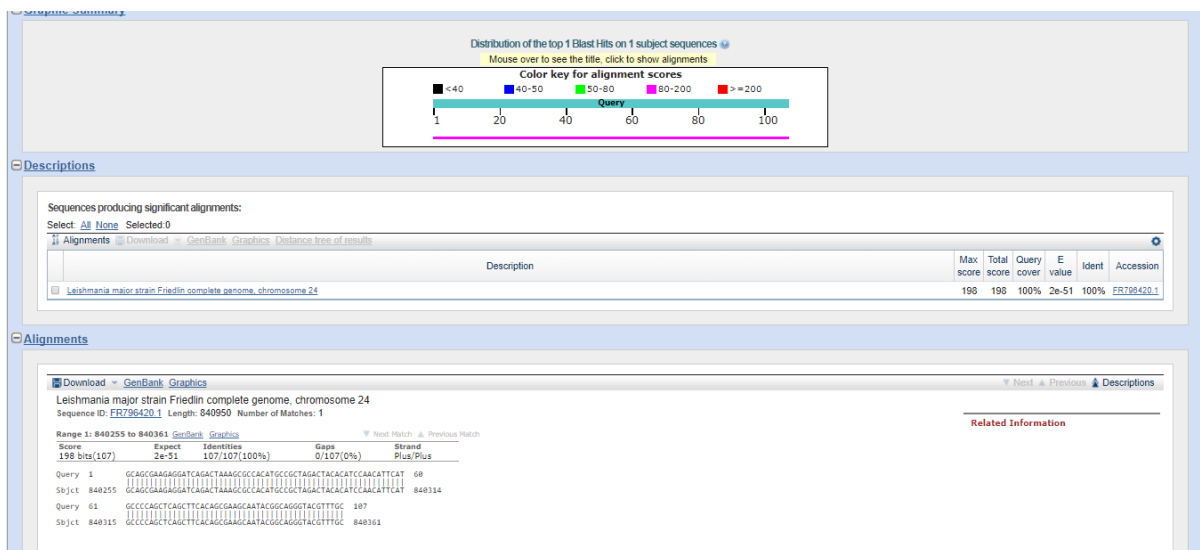 Graphic Summary
Distribution of the top 1 Blast Hits on 1 subject sequences
Mouse over to see the title, click to show alignments
Color key for alignment scores
<40 40-50 50-80 80-200 >=200
Query
1 20 40 60 80 100
Descriptions
Sequences producing significant alignments:
Select: All None Selected:0
Alignments Download GenBank Graphics Distance tree of results
Description Max score Total score Query cover E value Ident Accession
Leishmania major strain Friedlin complete genome, chromosome 24 198 198 100% 2e-51 100% FR796420.1
Alignments
Download GenBank Graphics Next Previous Descriptions
Leishmania major strain Friedlin complete genome, chromosome 24
Sequence ID: FR796420.1 Length: 840950 Number of Matches: 1
Related Information
Range 1: 840255 to 840361 GenBank Graphics Next Match Previous Match
Score Expect Identities Gaps Strand
198 bits(107) 2e-51 107/107(100%) 0/107(0%) Plus/Plus
Query 1 GCAGCGAAGAGGATCAGACTAAAGCGCCACATGCCGCTAGACTACACATCCAACATTCAT 60
Sbjct 840255 GCAGCGAAGAGGATCAGACTAAAGCGCCACATGCCGCTAGACTACACATCCAACATTCAT 840314
Query 61 GCCCCAGCTCAGCTTCACAGCGAAGCAATACGGCAGGGTACGTTTGC 107
Sbjct 840315 GCCCCAGCTCAGCTTCACAGCGAAGCAATACGGCAGGGTACGTTTGC 840361